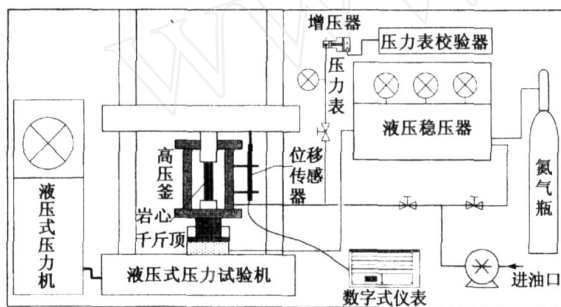 增压器
压力表校验器
压力表
液压稳压器
高压釜
位移传感器
氮气瓶
液压式压力机
岩心
千斤顶
液压式压力试验机
数字式仪表
进油口